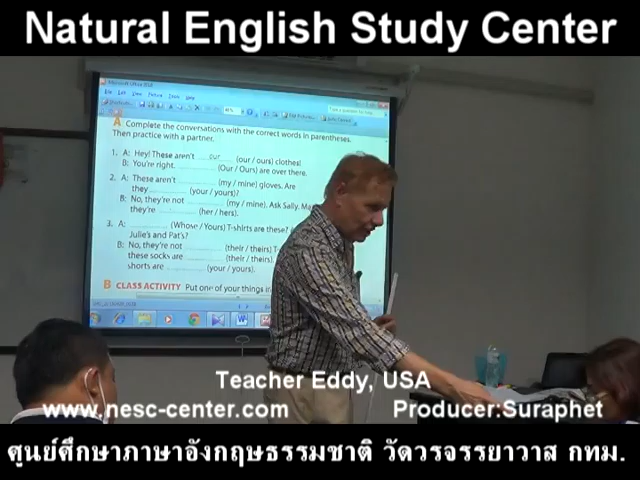 Natural English Study Center
A Complete the conversations with the correct words in parentheses.
Then practice with a partner.
1. A: Hey! These aren't our (our / ours) clothes!
B: You're right. (Our / Ours) are over there.
2. A: These aren't (my / mine) gloves. Are
they (your / yours)?
B: No, they're not (my / mine). Ask Sally.
they're (her / hers).
3. A: (Whose / Yours) T-shirts are these?
Julie's and Pat's?
B: No, they're not (their / theirs)
these socks are (their / theirs).
shorts are (your / yours).
B CLASS ACTIVITY Put one of your things in
Teacher Eddy, USA
www.nesc-center.com Producer:Suraphet
ศูนย์ศึกษาภาษาอังกฤษธรรมชาติ วัดวรจรรยาวาส กทม.